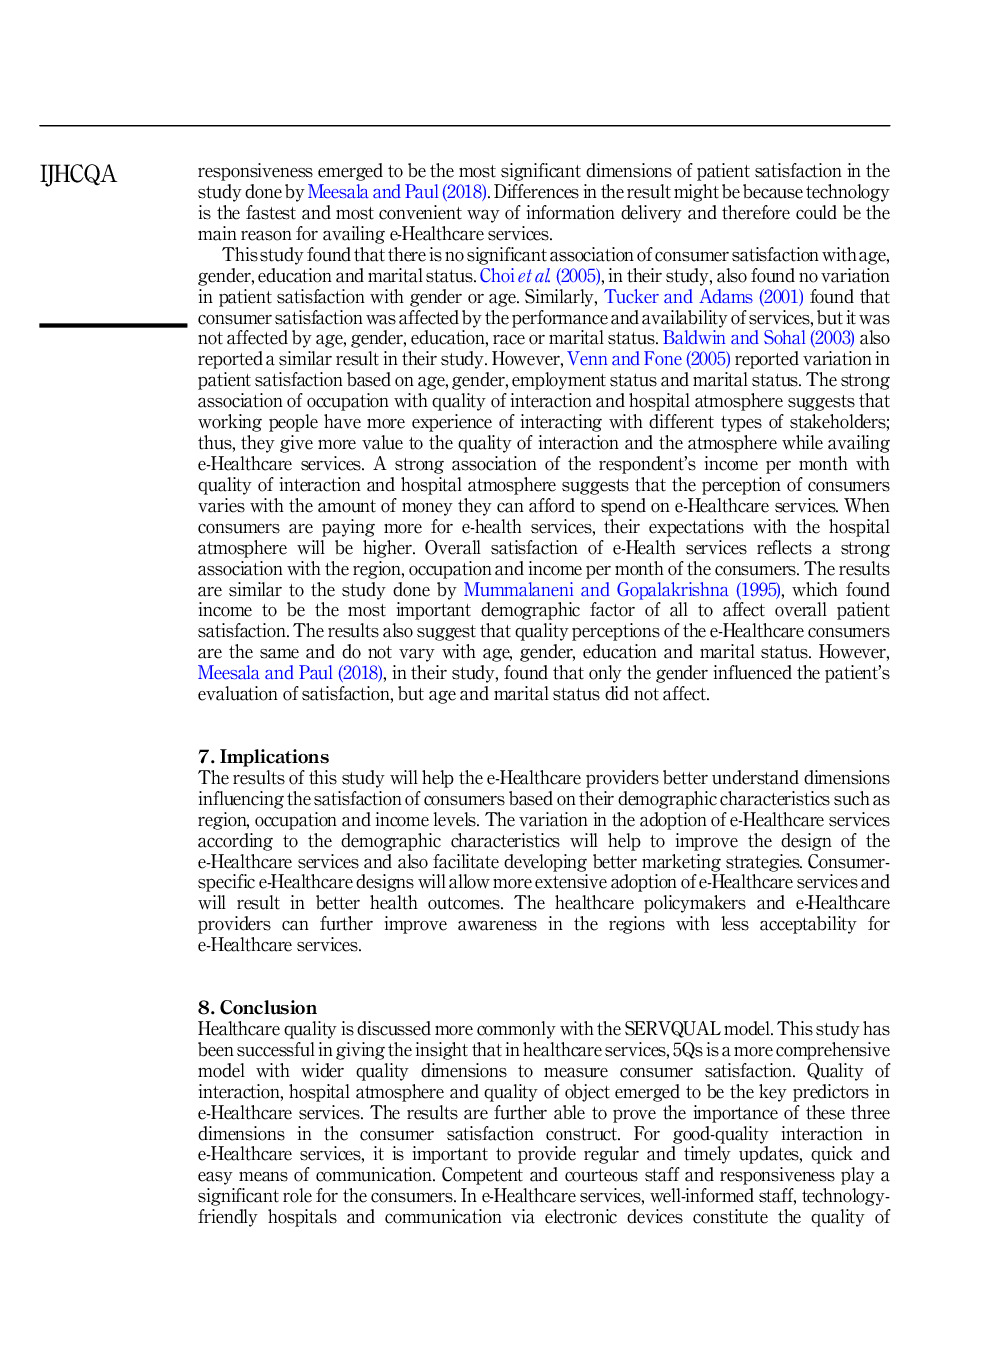 IJHCQA
responsiveness emerged to be the most significant dimensions of patient satisfaction in the
study done by Meesala and Paul (2018). Differences in the result might be because technology
is the fastest and most convenient way of information delivery and therefore could be the
main reason for availing e-Healthcare services.
This study found that there is no significant association of consumer satisfaction with age,
gender, education and marital status. Choi et al. (2005), in their study, also found no variation
in patient satisfaction with gender or age. Similarly, Tucker and Adams (2001) found that
consumer satisfaction was affected by the performance and availability of services, but it was
not affected by age, gender, education, race or marital status. Baldwin and Sohal (2003) also
reported a similar result in their study. However, Venn and Fone (2005) reported variation in
patient satisfaction based on age, gender, employment status and marital status. The strong
association of occupation with quality of interaction and hospital atmosphere suggests that
working people have more experience of interacting with different types of stakeholders;
thus, they give more value to the quality of interaction and the atmosphere while availing
e-Healthcare services. A strong association of the respondent's income per month with
quality of interaction and hospital atmosphere suggests that the perception of consumers
varies with the amount of money they can afford to spend on e-Healthcare services. When
consumers are paying more for e-health services, their expectations with the hospital
atmosphere will be higher. Overall satisfaction of e-Health services reflects a strong
association with the region, occupation and income per month of the consumers. The results
are similar to the study done by Mummalaneni and Gopalakrishna (1995), which found
income to be the most important demographic factor of all to affect overall patient
satisfaction. The results also suggest that quality perceptions of the e-Healthcare consumers
are the same and do not vary with age, gender, education and marital status. However,
Meesala and Paul (2018), in their study, found that only the gender influenced the patient's
evaluation of satisfaction, but age and marital status did not affect.
7. Implications
The results of this study will help the e-Healthcare providers better understand dimensions
influencing the satisfaction of consumers based on their demographic characteristics such as
region, occupation and income levels. The variation in the adoption of e-Healthcare services
according to the demographic characteristics will help to improve the design of the
e-Healthcare services and also facilitate developing better marketing strategies. Consumer-
specific e-Healthcare designs will allow more extensive adoption of e-Healthcare services and
will result in better health outcomes. The healthcare policymakers and e-Healthcare
providers can further improve awareness in the regions with less acceptability for
e-Healthcare services.
8. Conclusion
Healthcare quality is discussed more commonly with the SERVQUAL model. This study has
been successful in giving the insight that in healthcare services, 5Qs is a more comprehensive
model with wider quality dimensions to measure consumer satisfaction. Quality of
interaction, hospital atmosphere and quality of object emerged to be the key predictors in
e-Healthcare services. The results are further able to prove the importance of these three
dimensions in the consumer satisfaction construct. For good-quality interaction in
e-Healthcare services, it is important to provide regular and timely updates, quick and
easy means of communication. Competent and courteous staff and responsiveness play a
significant role for the consumers. In e-Healthcare services, well-informed staff, technology-
friendly hospitals and communication via electronic devices constitute the quality of